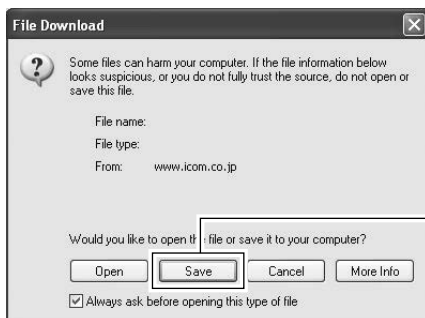 File Download
Some files can harm your computer. If the file information below
looks suspicious, or you do not fully trust the source, do not open or
save this file.
File name:
File type:
From: www.icom.co.jp
Would you like to open the file or save it to your computer?
Open Save Cancel More Info
Always ask before opening this type of file